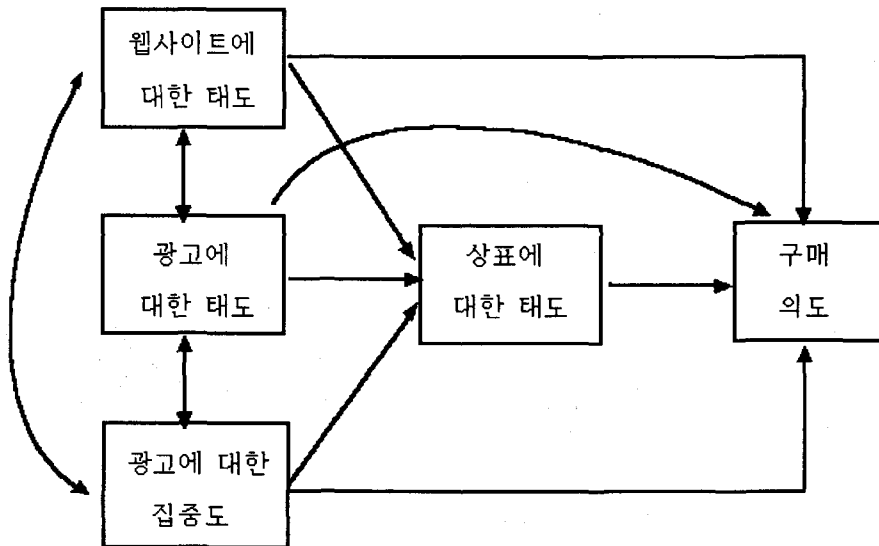 웹사이트에
대한 태도
광고에
대한 태도
상표에
대한 태도
구매
의도
광고에 대한
집중도